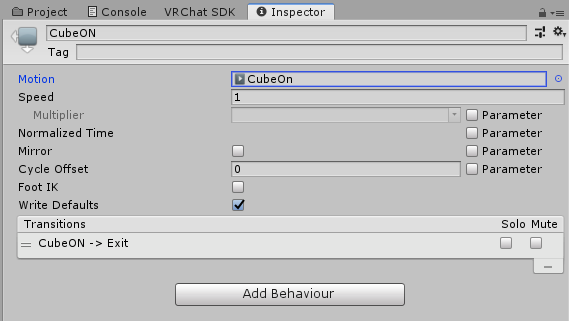 Project Console VRChat SDK Inspector
CubeON
Tag
Motion CubeOn
Speed 1
Multiplier Parameter
Normalized Time Parameter
Mirror Parameter
Cycle Offset 0 Parameter
Foot IK
Write Defaults
Transitions Solo Mute
CubeON -> Exit
Add Behaviour